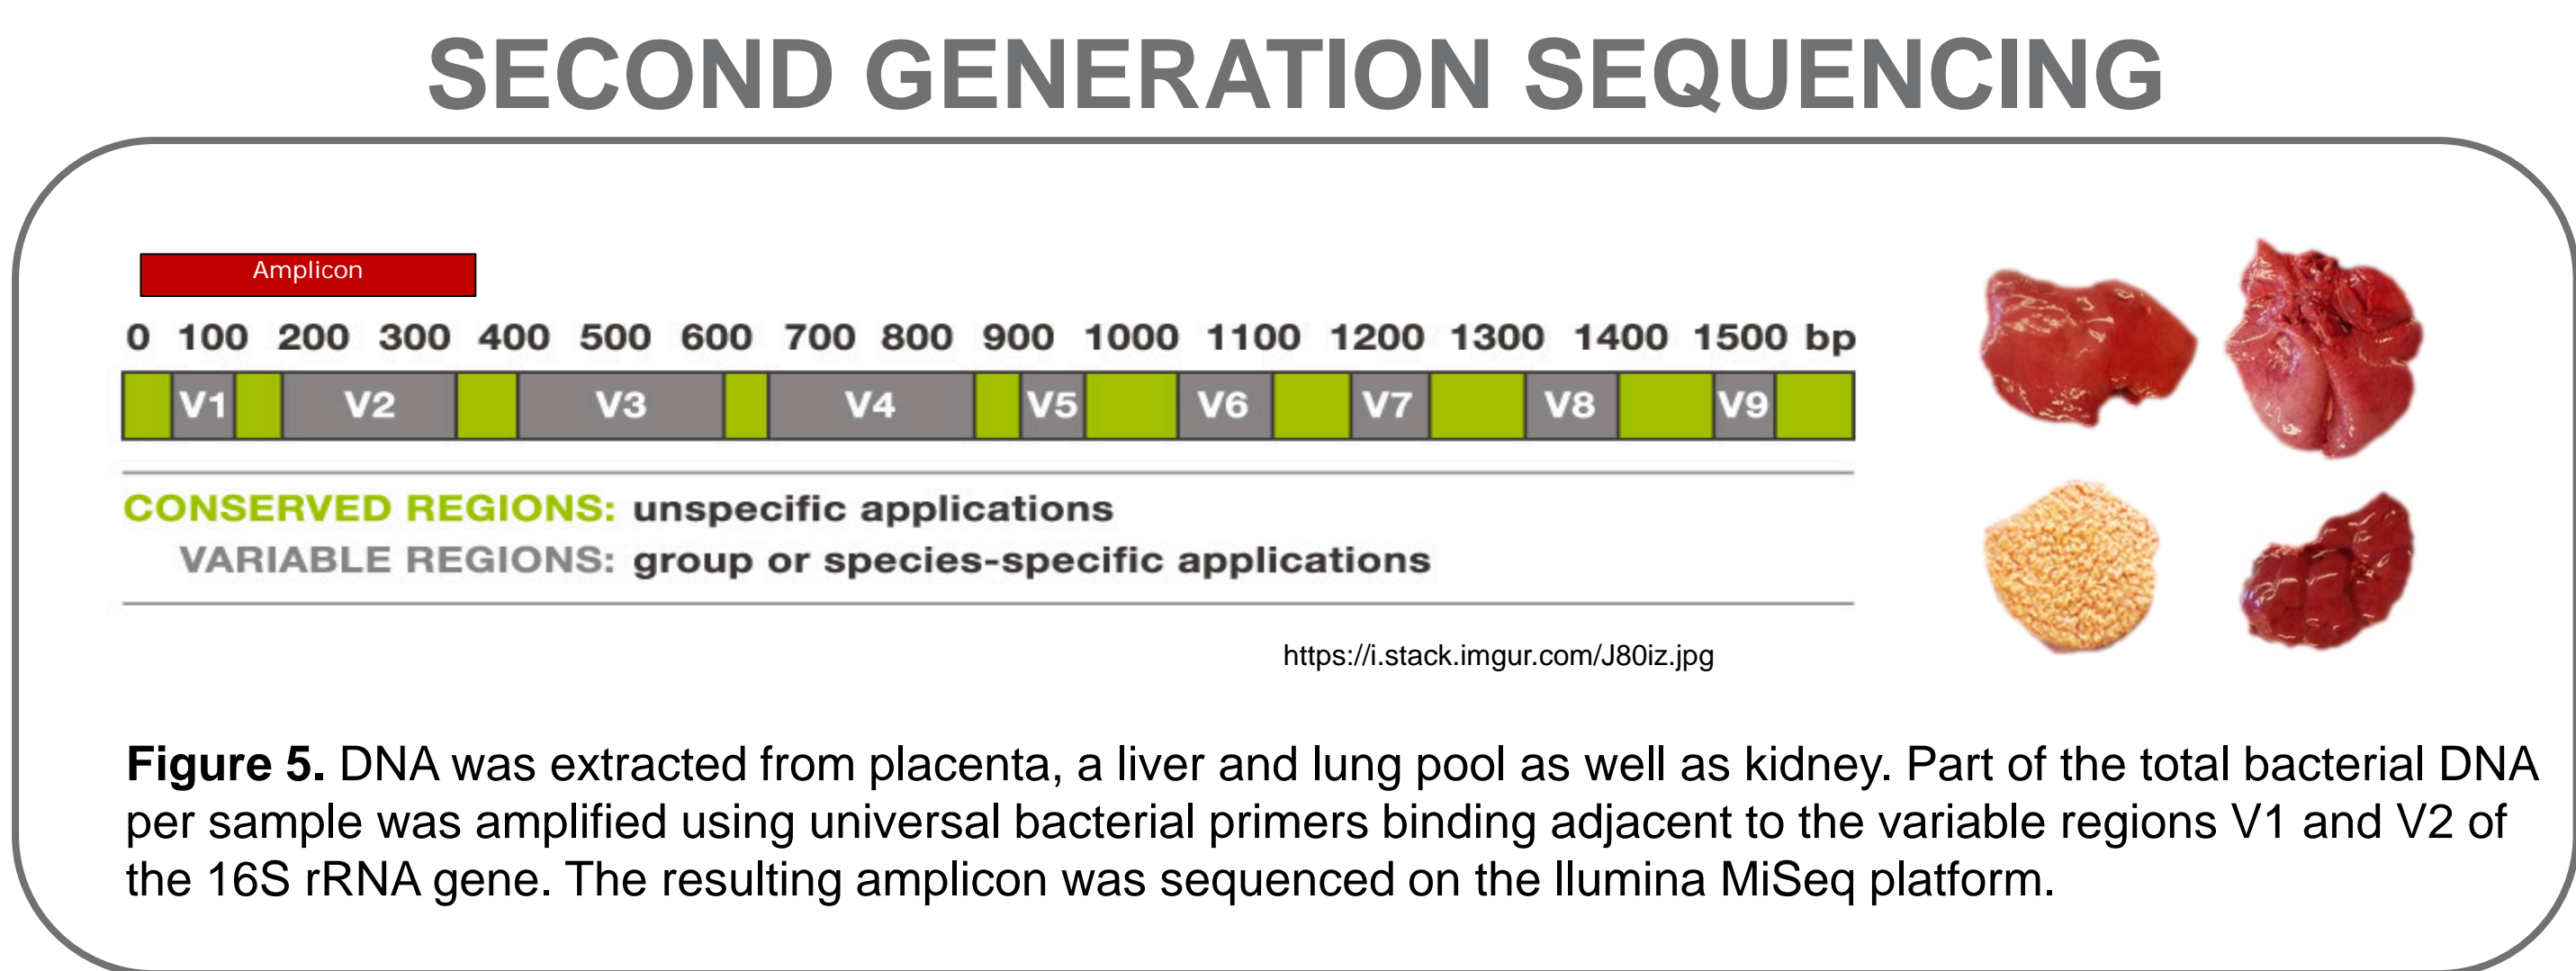 SECOND GENERATION SEQUENCING
Amplicon
0 100 200 300 400 500 600 700 800 900 1000 1100 1200 1300 1400 1500 bp
V1 V2 V3 V4 V5 V6 V7 V8 V9
CONSERVED REGIONS: unspecific applications
VARIABLE REGIONS: group or species-specific applications
https://i.stack.imgur.com/J80iz.jpg
Figure 5. DNA was extracted from placenta, a liver and lung pool as well as kidney. Part of the total bacterial DNA
per sample was amplified using universal bacterial primers binding adjacent to the variable regions V1 and V2 of
the 16S rRNA gene. The resulting amplicon was sequenced on the llumina MiSeq platform.